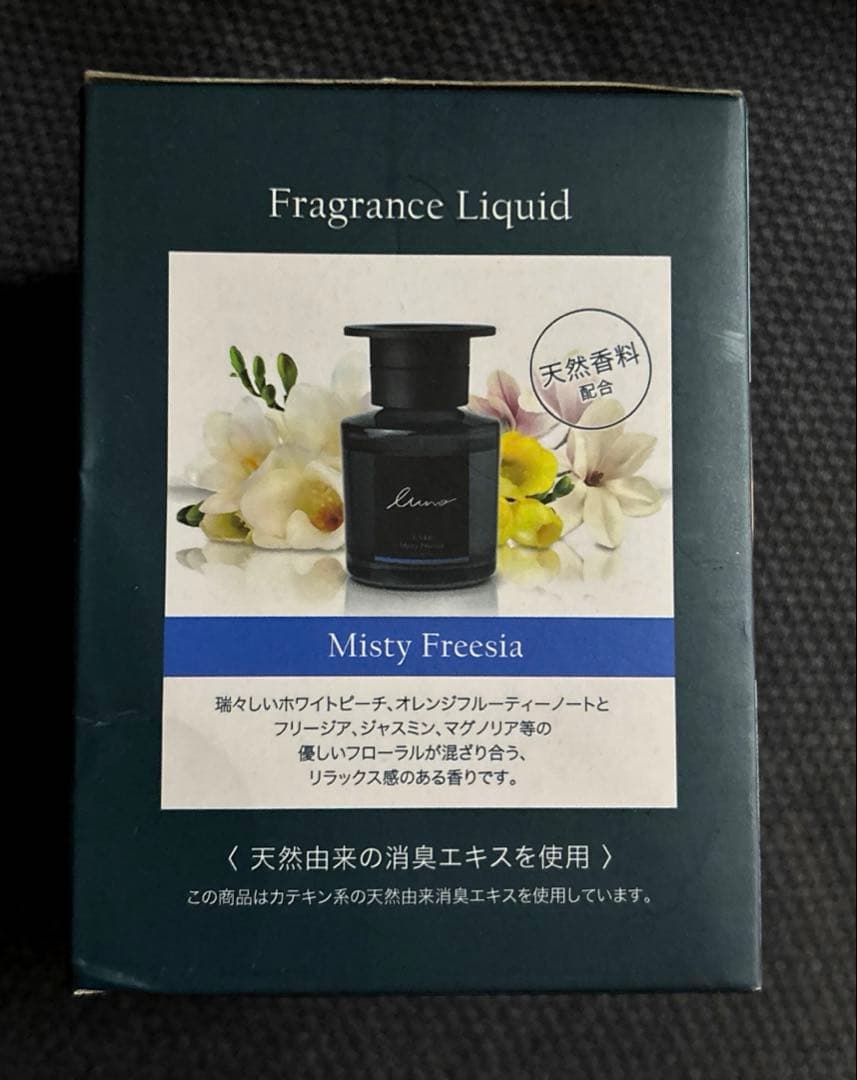 Fragrance Liquid
天然香料
配合
luno
Misty Freesia
Misty Freesia
瑞々しいホワイトピーチ、オレンジフルーティーノートと
フリージア、ジャスミン、マグノリア等の
優しいフローラルが混ざり合う、
リラックス感のある香りです。
〈 天然由来の消臭エキスを使用 〉
この商品はカテキン系の天然由来消臭エキスを使用しています。